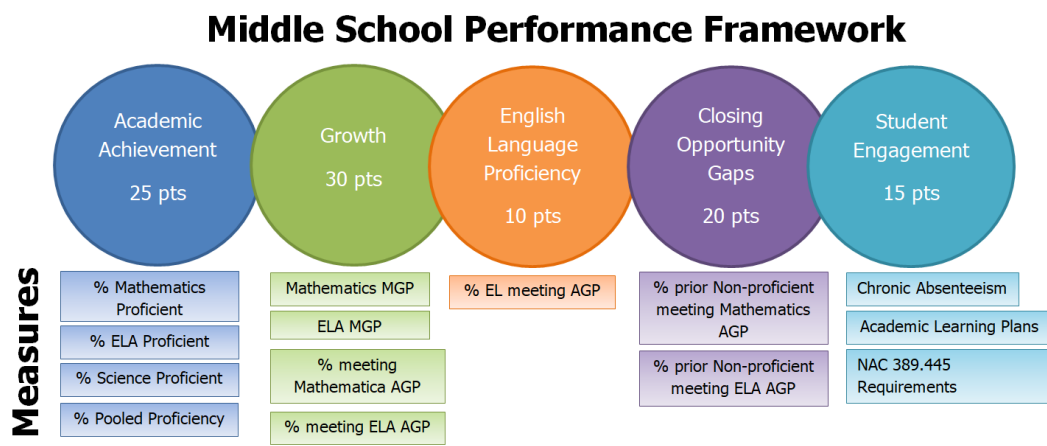 Middle School Performance Framework
Academic
Achievement
25 pts
Growth
30 pts
English
Language
Proficiency
10 pts
Closing
Opportunity
Gaps
20 pts
Student
Engagement
15 pts
Measures
% Mathematics
Proficient
% ELA Proficient
% Science Proficient
% Pooled Proficiency
Mathematics MGP
ELA MGP
% meeting
Mathematica AGP
% meeting ELA AGP
% EL meeting AGP
% prior Non-proficient
meeting Mathematics
AGP
% prior Non-proficient
meeting ELA AGP
Chronic Absenteeism
Academic Learning Plans
NAC 389.445
Requirements